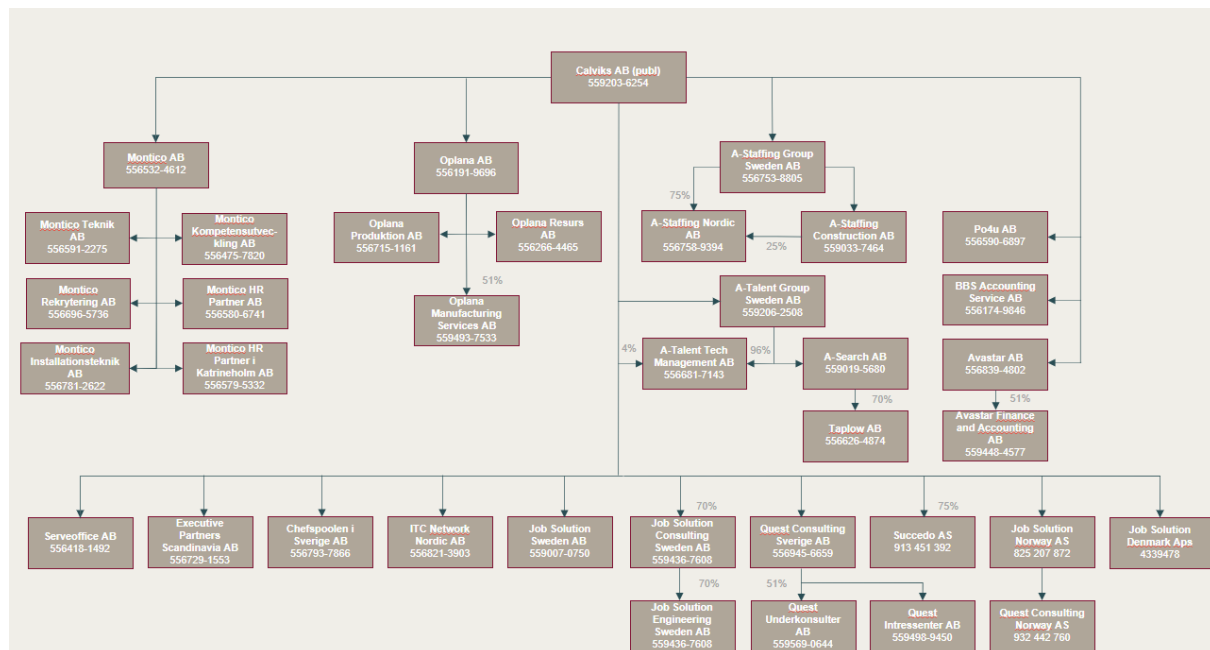 Calviks AB (publ)
559203-6254
Montico AB
556532-4612
Oplana AB
556191-9696
A-Staffing Group
Sweden AB
556753-8805
75%
Montico Teknik
AB
556591-2275
Montico
Kompetensutvec-
kling AB
556475-7820
Oplana
Produktion AB
556715-1161
Oplana Resurs
AB
556266-4465
A-Staffing Nordic
AB
556758-9394
25%
A-Staffing
Construction AB
559033-7464
Po4u AB
556590-6897
Montico
Rekrytering AB
556696-5736
Montico HR
Partner AB
556580-6741
51%
Oplana
Manufacturing
Services AB
559493-7533
A-Talent Group
Sweden AB
559206-2508
BBS Accounting
Service AB
556174-9846
Montico
Installationsteknik
AB
556781-2622
Montico HR
Partner i
Katrineholm AB
556579-5332
4%
A-Talent Tech
Management AB
556681-7143
96%
A-Search AB
559019-5680
Avastar AB
556839-4802
70%
51%
Taplow AB
556626-4874
Avastar Finance
and Accounting
AB
559448-4577
70%
75%
Serveoffice AB
556418-1492
Executive
Partners
Scandinavia AB
556729-1553
Chefspoolen i
Sverige AB
556793-7866
ITC Network
Nordic AB
556821-3903
Job Solution
Sweden AB
559007-0750
Job Solution
Consulting
Sweden AB
559436-7608
Quest Consulting
Sverige AB
556945-6659
Succedo AS
913 451 392
Job Solution
Norway AS
825 207 872
Job Solution
Denmark Aps
4339478
70%
51%
Job Solution
Engineering
Sweden AB
559436-7608
Quest
Underkonsulter
AB
559569-0644
Quest
Intressenter AB
559498-9450
Quest Consulting
Norway AS
932 442 760